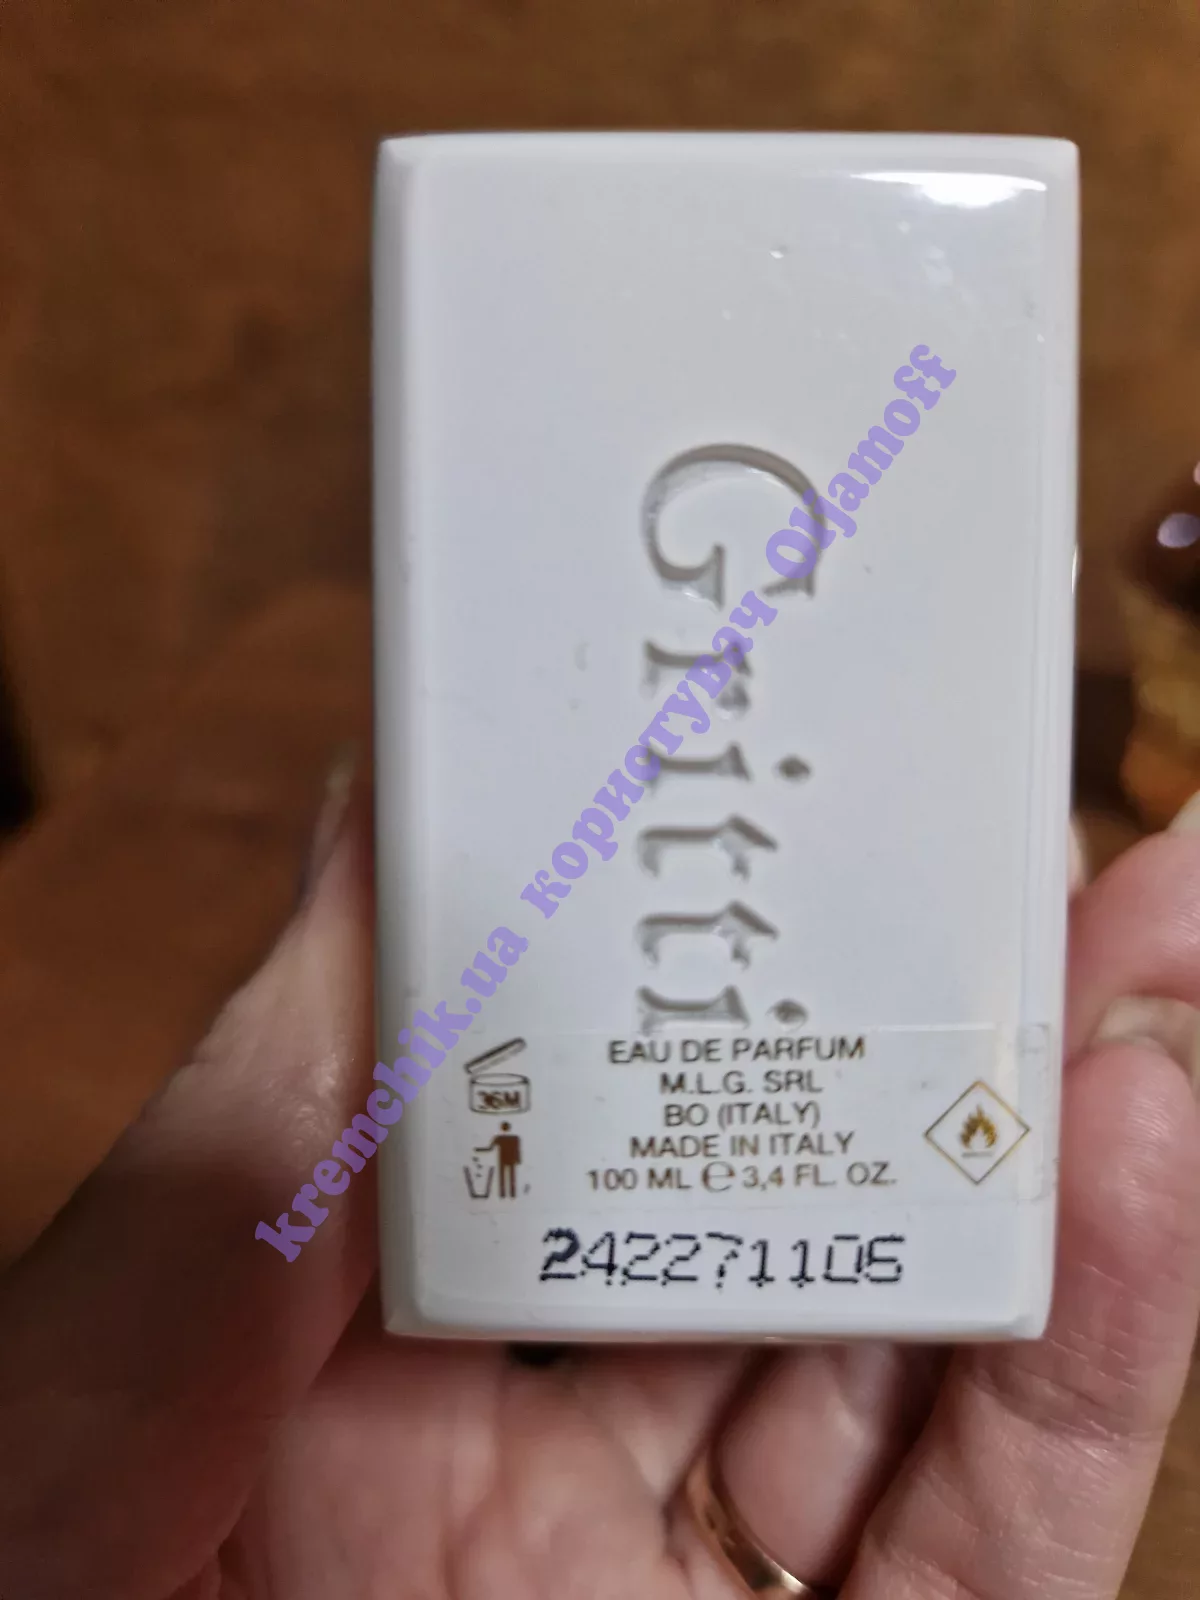 Gritti
kremchik.ua користувач Oljamoff
36M
EAU DE PARFUM
M.L.G. SRL
BO (ITALY)
MADE IN ITALY
100 ML ℮ 3,4 FL. OZ.
242271106